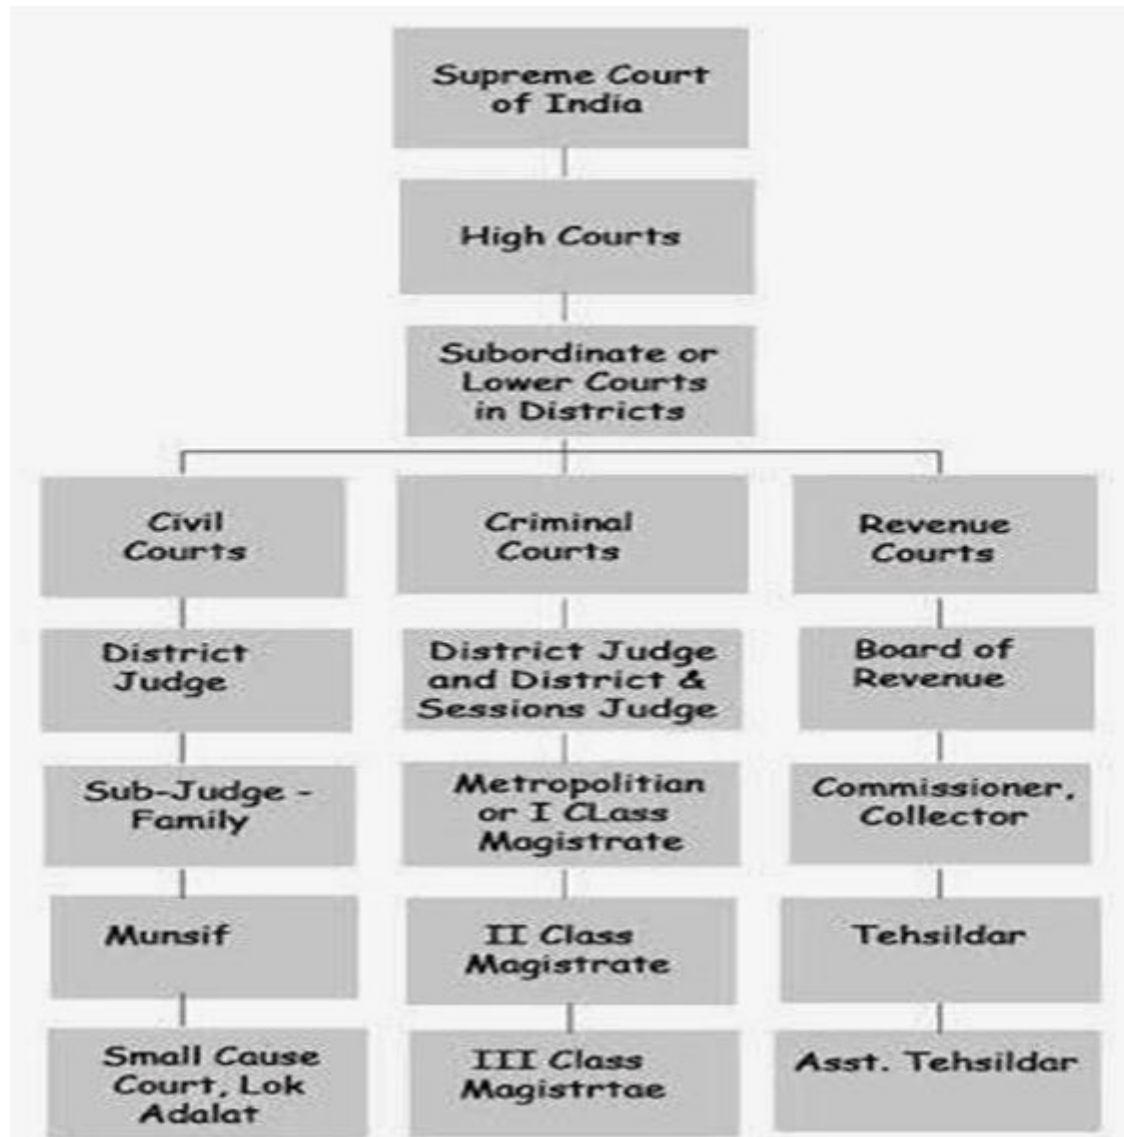 Supreme Court
of India
High Courts
Subordinate or
Lower Courts
in Districts
Civil
Courts
Criminal
Courts
Revenue
Courts
District
Judge
District Judge
and District &
Sessions Judge
Board of
Revenue
Sub-Judge -
Family
Metropolitian
or I CLass
Magistrate
Commissioner,
Collector
Munsif
II Class
Magistrate
Tehsildar
Small Cause
Court, Lok
Adalat
III Class
Magistrtae
Asst. Tehsildar